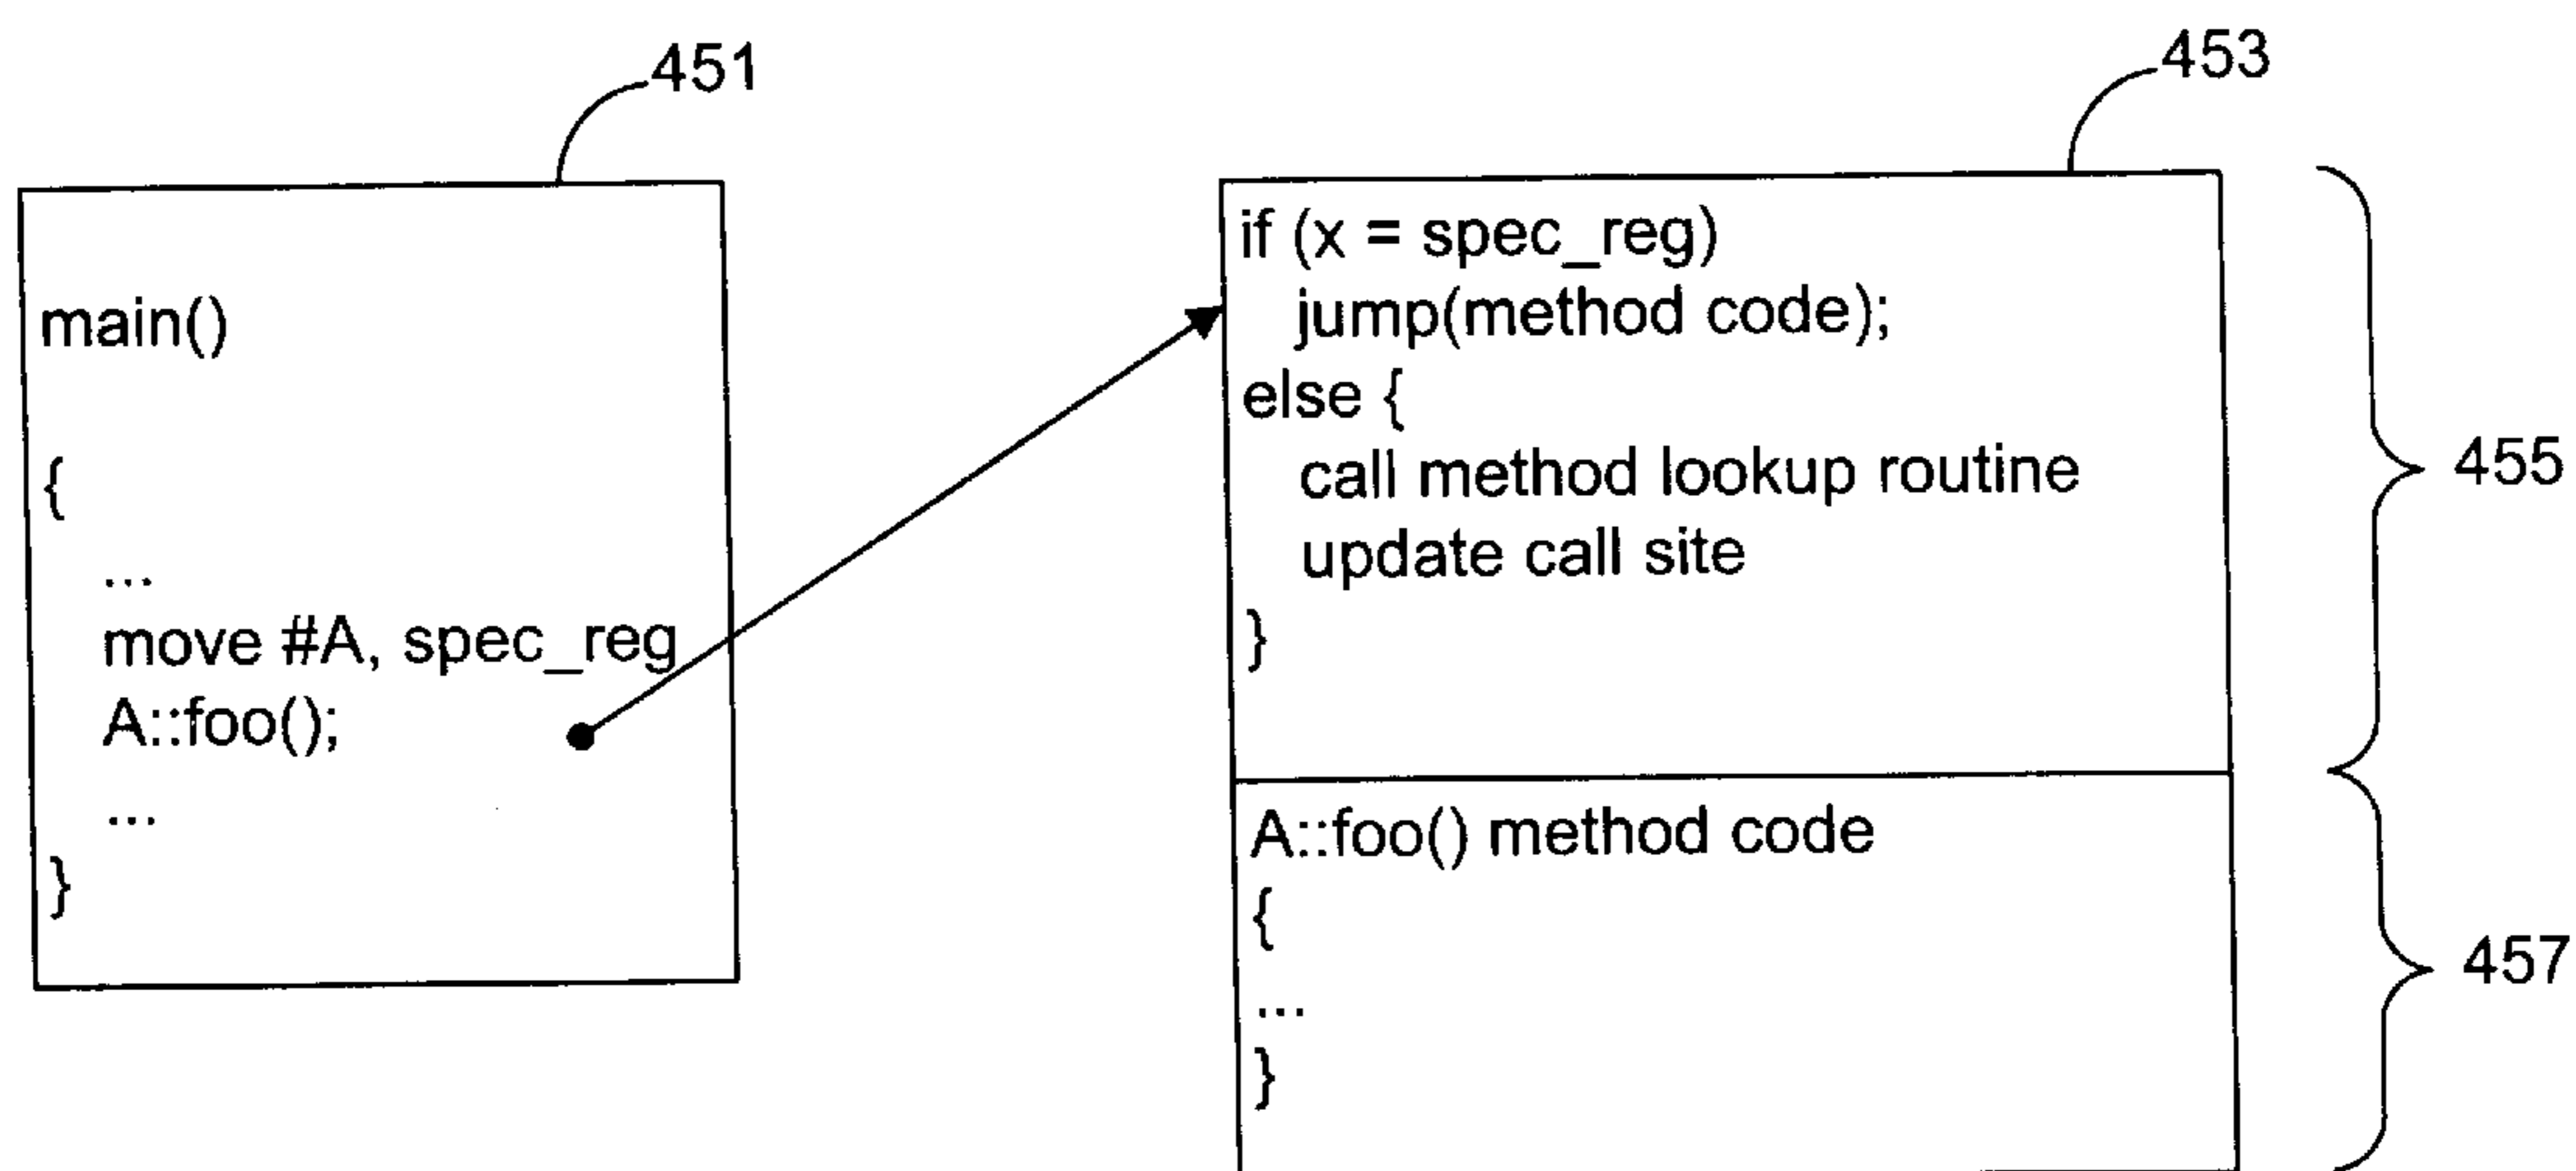 451
main()
{
...
move #A, spec_reg
A::foo();
...
}
453
if (x = spec_reg)
jump(method code);
else {
call method lookup routine
update call site
}
455
A::foo() method code
{
...
}
457